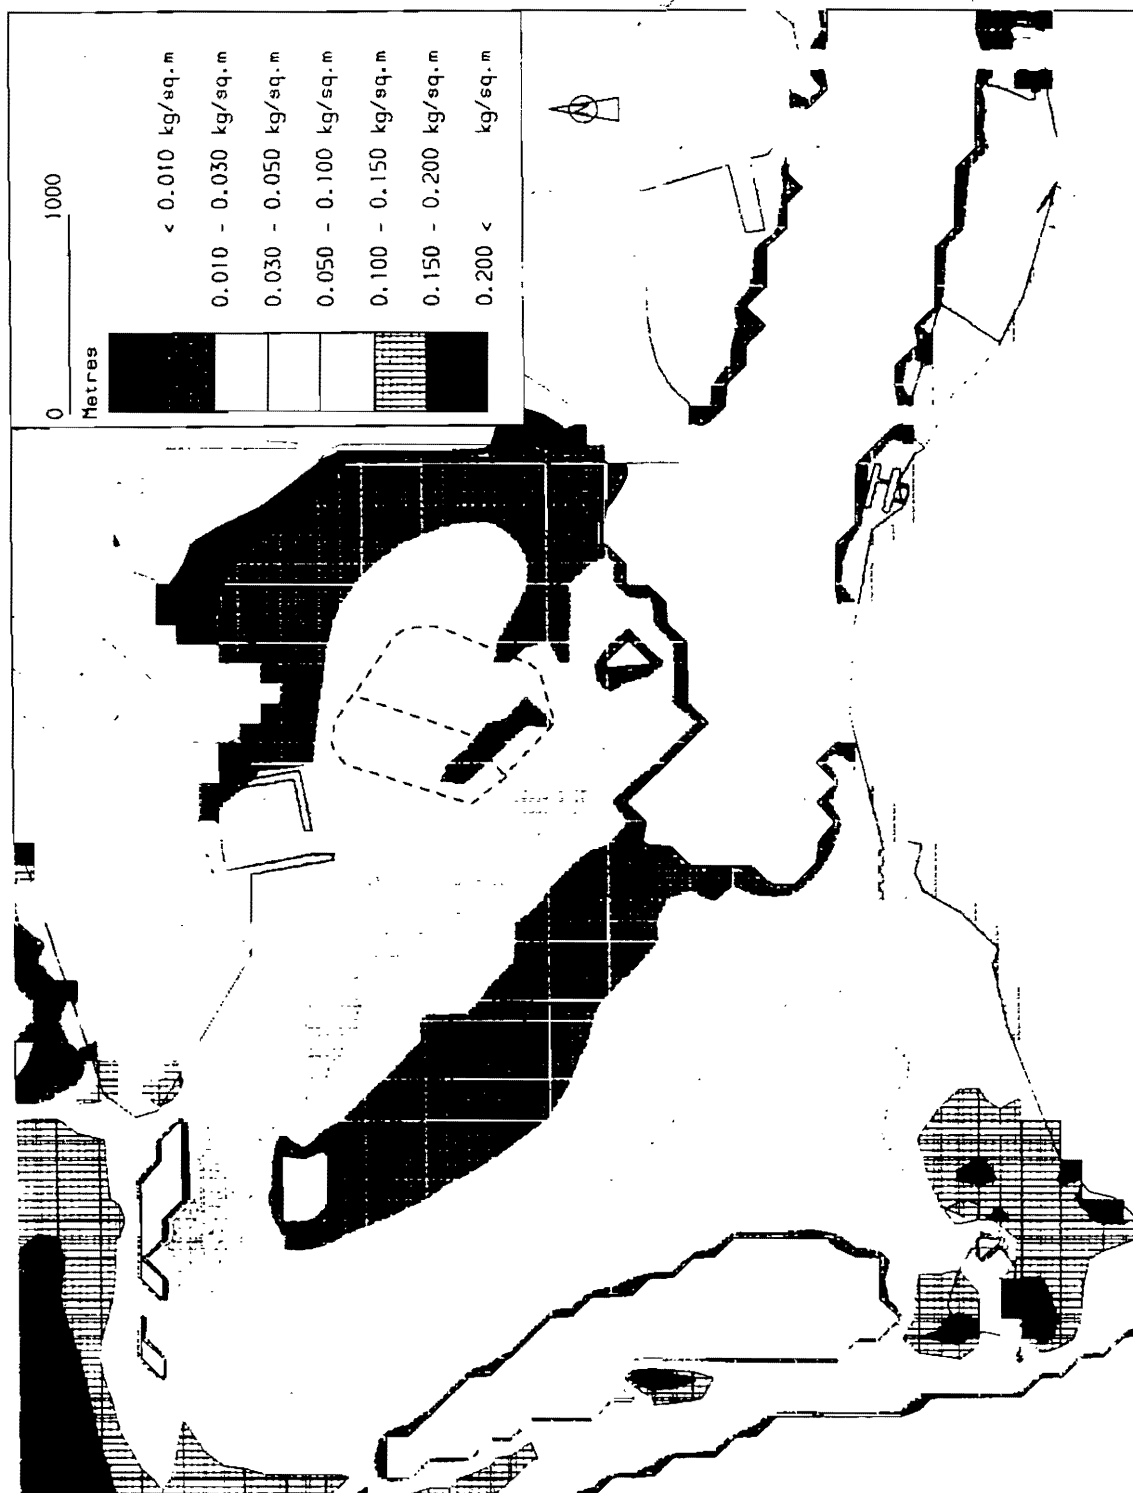 0 1000
Metres
< 0.010 kg/sq.m
0.010 - 0.030 kg/sq.m
0.030 - 0.050 kg/sq.m
0.050 - 0.100 kg/sq.m
0.100 - 0.150 kg/sq.m
0.150 - 0.200 kg/sq.m
0.200 < kg/sq.m
N